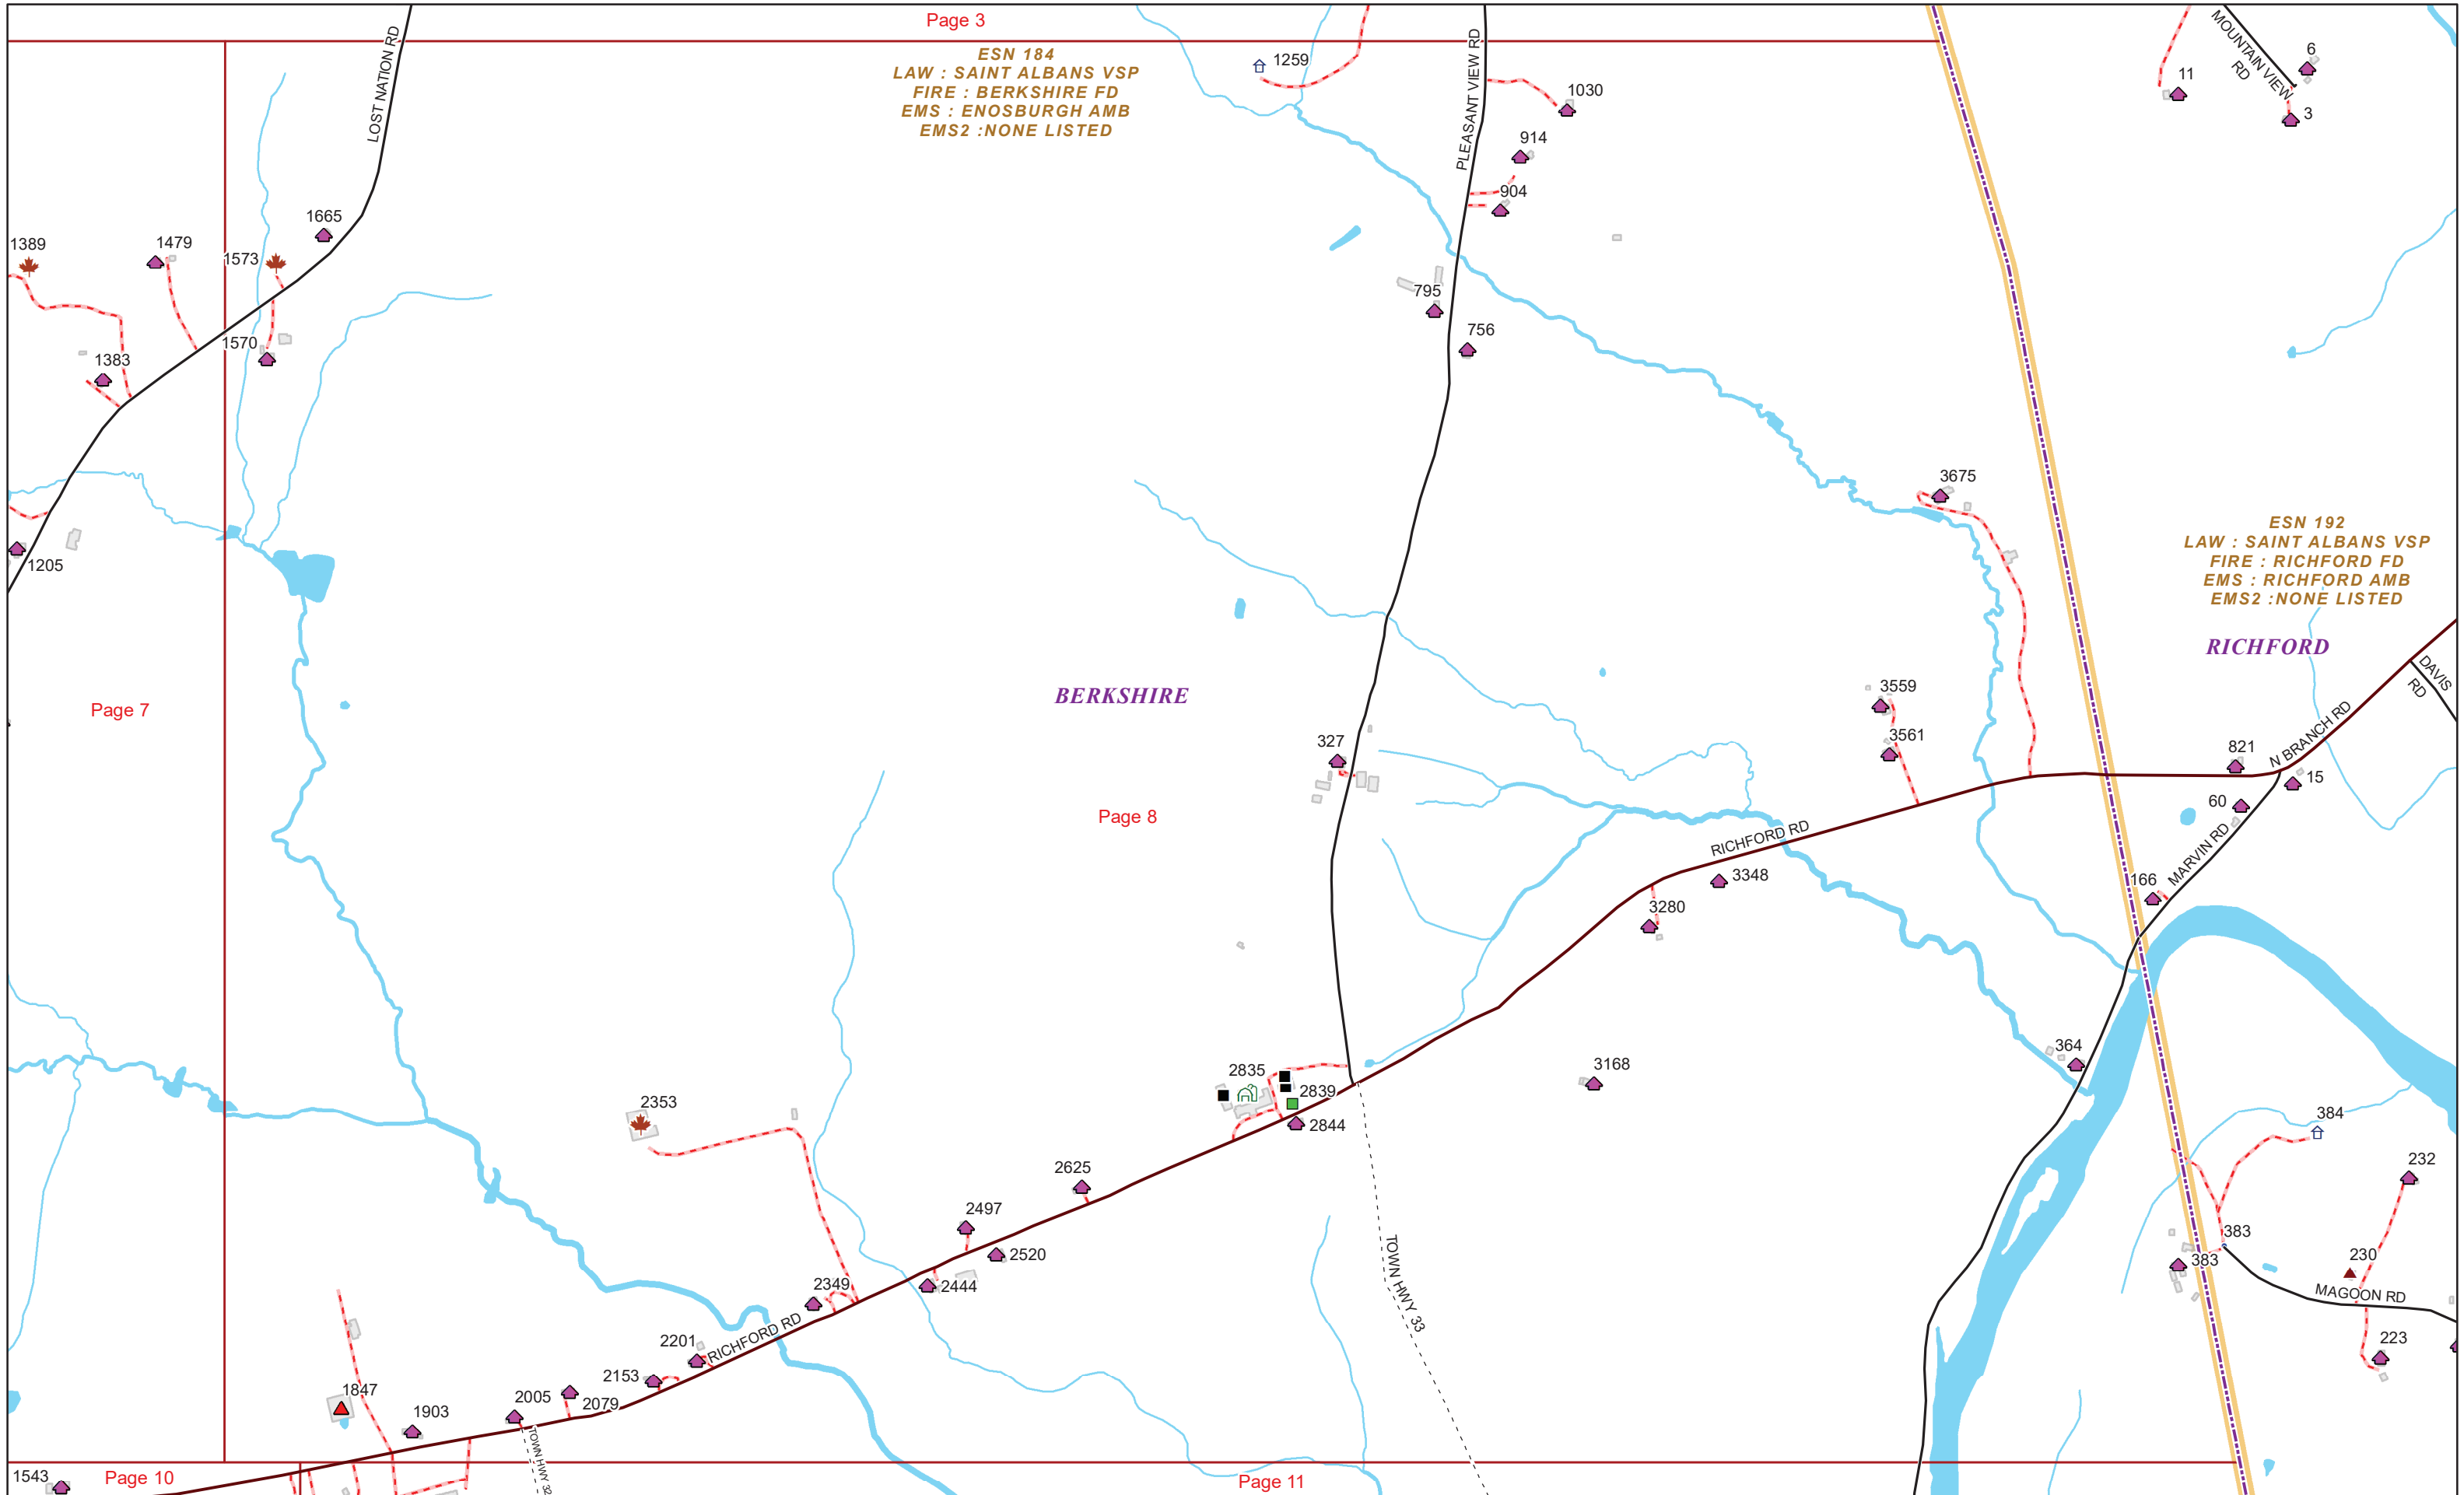 Page 3
ESN 184
LAW : SAINT ALBANS VSP
FIRE : BERKSHIRE FD
EMS : ENOSBURGH AMB
EMS2 :NONE LISTED
LOST NATION RD
PLEASANT VIEW RD
MOUNTAIN VIEW
RD
1259
1030
914
904
11
6
3
1665
1389
1479
1573
1570
1383
795
756
1205
3675
ESN 192
LAW : SAINT ALBANS VSP
FIRE : RICHFORD FD
EMS : RICHFORD AMB
EMS2 :NONE LISTED
RICHFORD
DAVIS
RD
BERKSHIRE
Page 7
Page 8
327
3559
3561
N BRANCH RD
821
15
60
MARVIN RD
166
RICHFORD RD
3348
3280
364
3168
2835
2839
2844
2353
384
232
2625
2497
2520
2444
2349
TOWN HWY 33
383
383
230
MAGOON RD
223
RICHFORD RD
2201
2153
2079
2005
1847
1903
TOWN HWY 32
1543
Page 10
Page 11